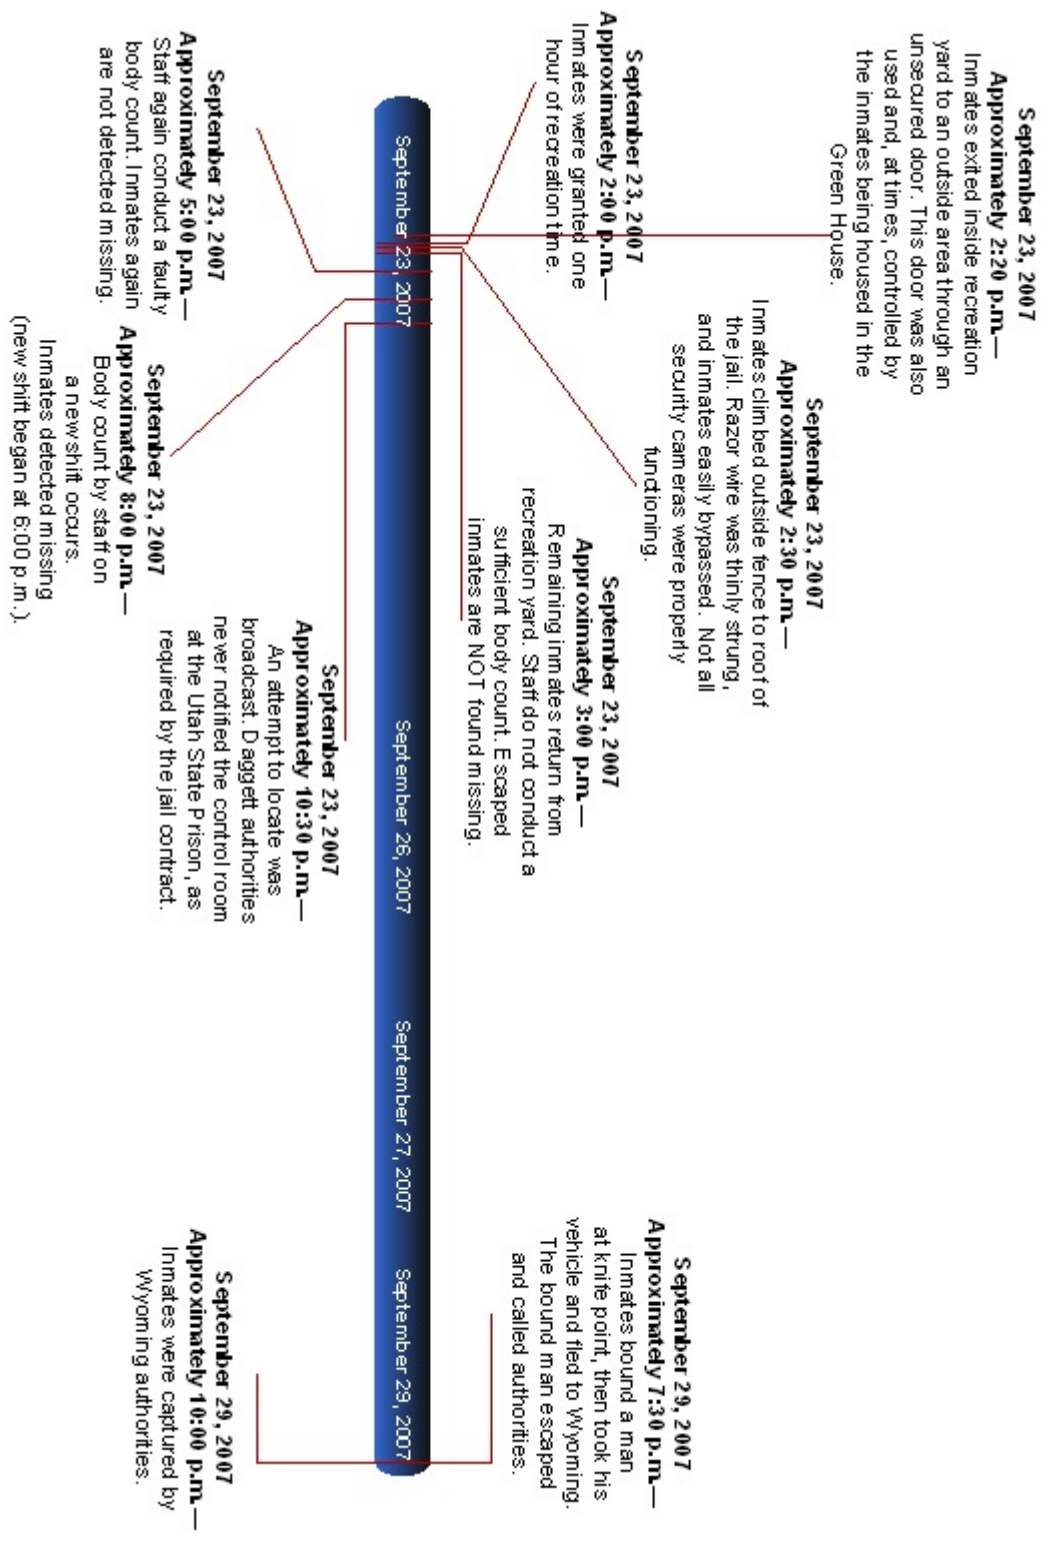 September 23, 2007
Approximately 2:20 p.m.—
Inmates exited inside recreation
yard to an outside area through an
unsecured door. This door was also
used and, at times, controlled by
the inmates being housed in the
Green House.
September 23, 2007
Approximately 2:00 p.m.—
Inmates were granted one
hour of recreation time.
September 23, 2007
Approximately 2:30 p.m.—
Inmates climbed outside fence to roof of
the jail. Razor wire was thinly strung,
and inmates easily bypassed. Not all
security cameras were properly
functioning.
September 23, 2007
Approximately 3:00 p.m.—
Remaining inmates return from
recreation yard. Staff do not conduct a
sufficient body count. Escaped
inmates are NOT found missing.
September 29, 2007
Approximately 7:30 p.m.—
Inmates bound a man
at knife point, then took his
vehicle and fled to Wyoming.
The bound man escaped
and called authorities.
September 23, 2007
September 26, 2007
September 27, 2007
September 29, 2007
September 23, 2007
Approximately 5:00 p.m.—
Staff again conduct a faulty
body count. Inmates again
are not detected missing.
September 23, 2007
Approximately 8:00 p.m.—
Body count by staff on
a new shift occurs.
Inmates detected missing
(new shift began at 6:00 p.m.).
September 23, 2007
Approximately 10:30 p.m.—
An attempt to locate was
broadcast. Daggett authorities
never notified the control room
at the Utah State Prison, as
required by the jail contract.
September 29, 2007
Approximately 10:00 p.m.—
Inmates were captured by
Wyoming authorities.